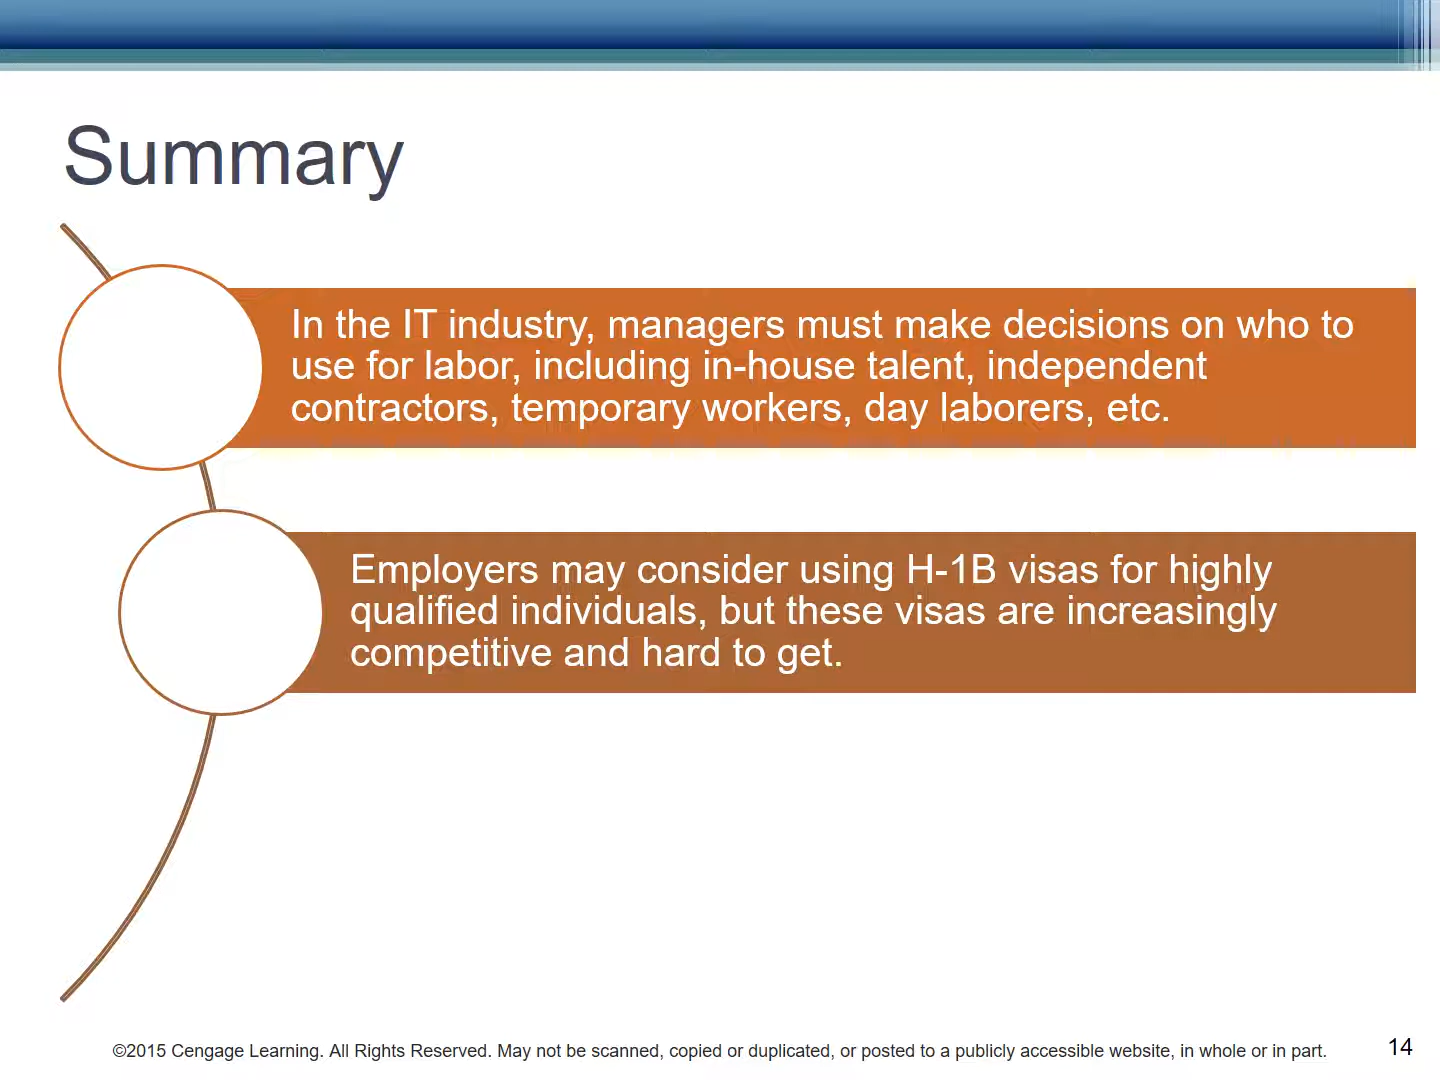 Summary
In the IT industry, managers must make decisions on who to
use for labor, including in-house talent, independent
contractors, temporary workers, day laborers, etc.
Employers may consider using H-1B visas for highly
qualified individuals, but these visas are increasingly
competitive and hard to get.
©2015 Cengage Learning. All Rights Reserved. May not be scanned, copied or duplicated, or posted to a publicly accessible website, in whole or in part.
14